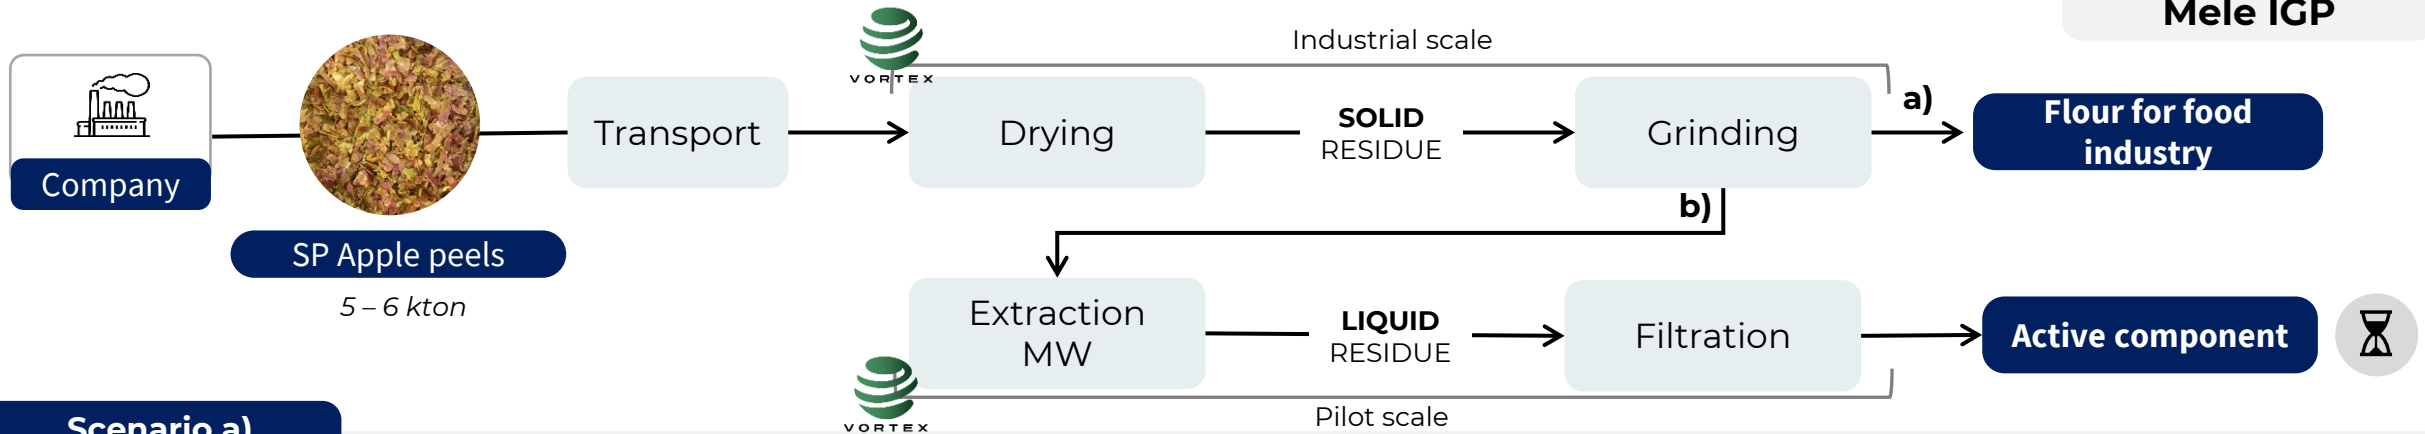 Mele IGP
VORTEX
Industrial scale
Company
SP Apple peels
5 – 6 kton
Transport
Drying
SOLID
RESIDUE
Grinding
a)
Flour for food
industry
b)
Extraction
MW
LIQUID
RESIDUE
Filtration
Active component
VORTEX
Pilot scale
Scenario a)